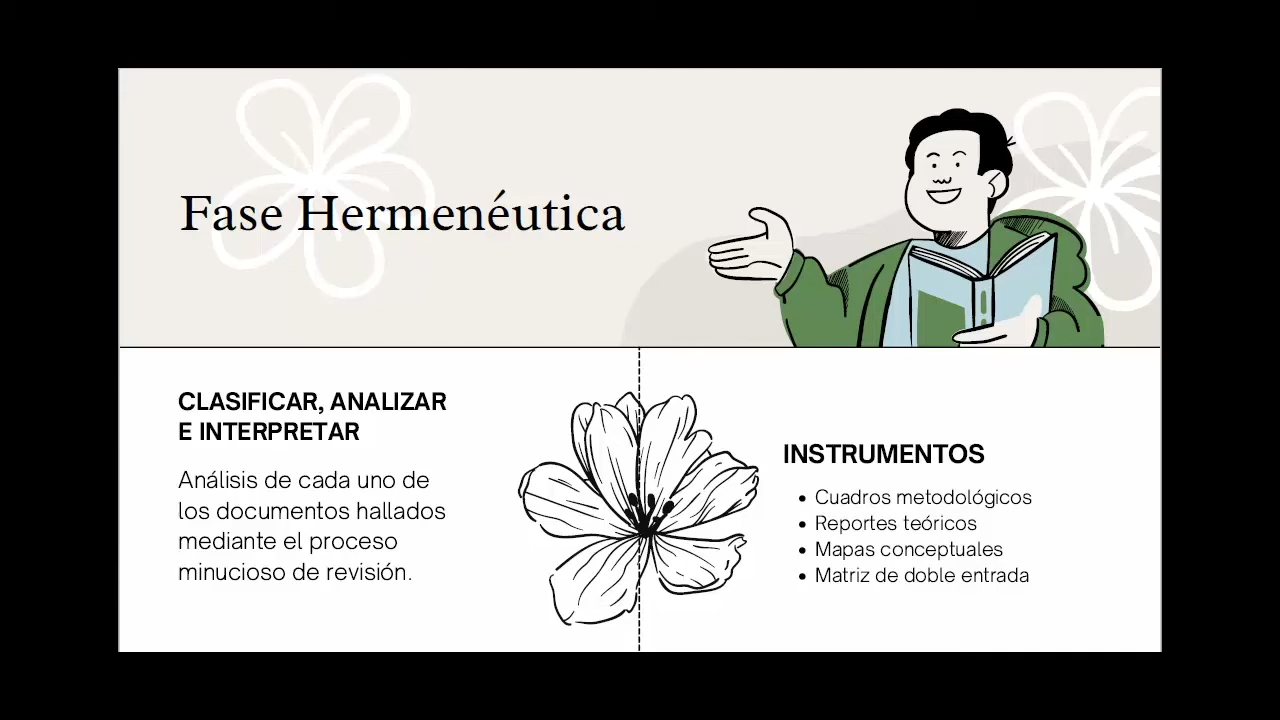 Fase Hermenéutica
CLASIFICAR, ANALIZAR
E INTERPRETAR
Análisis de cada uno de
los documentos hallados
mediante el proceso
minucioso de revisión.
INSTRUMENTOS
• Cuadros metodológicos
• Reportes teóricos
• Mapas conceptuales
• Matriz de doble entrada